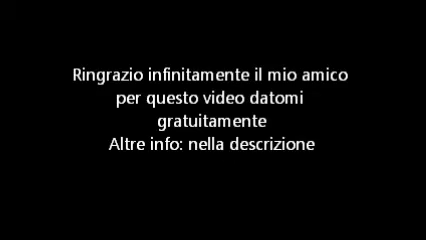 Ringrazio infinitamente il mio amico
per questo video datomi
gratuitamente
Altre info: nella descrizione